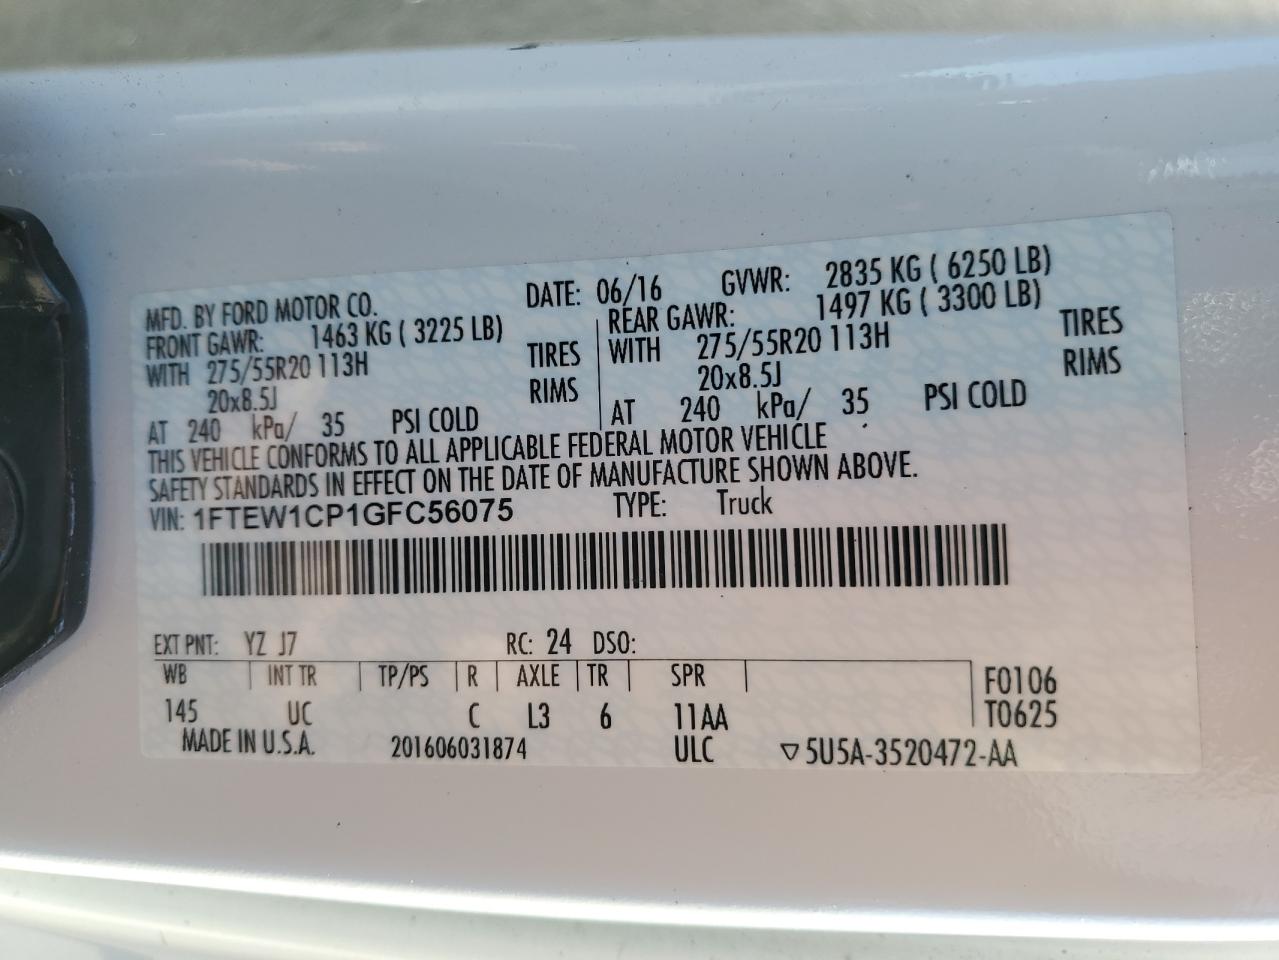 MFD. BY FORD MOTOR CO. DATE: 06/16 GVWR: 2835 KG ( 6250 LB)
FRONT GAWR: 1463 KG ( 3225 LB) REAR GAWR: 1497 KG ( 3300 LB)
WITH 275/55R20 113H TIRES WITH 275/55R20 113H TIRES
20x8.5J RIMS 20x8.5J RIMS
AT 240 kPa/ 35 PSI COLD AT 240 kPa/ 35 PSI COLD
THIS VEHICLE CONFORMS TO ALL APPLICABLE FEDERAL MOTOR VEHICLE
SAFETY STANDARDS IN EFFECT ON THE DATE OF MANUFACTURE SHOWN ABOVE.
VIN: 1FTEW1CP1GFC56075 TYPE: Truck
EXT PNT: YZ J7 RC: 24 DSO:
WB INT TR TP/PS R AXLE TR SPR F0106
145 UC C L3 6 11AA T0625
MADE IN U.S.A. 201606031874 ULC ▽5U5A-3520472-AA